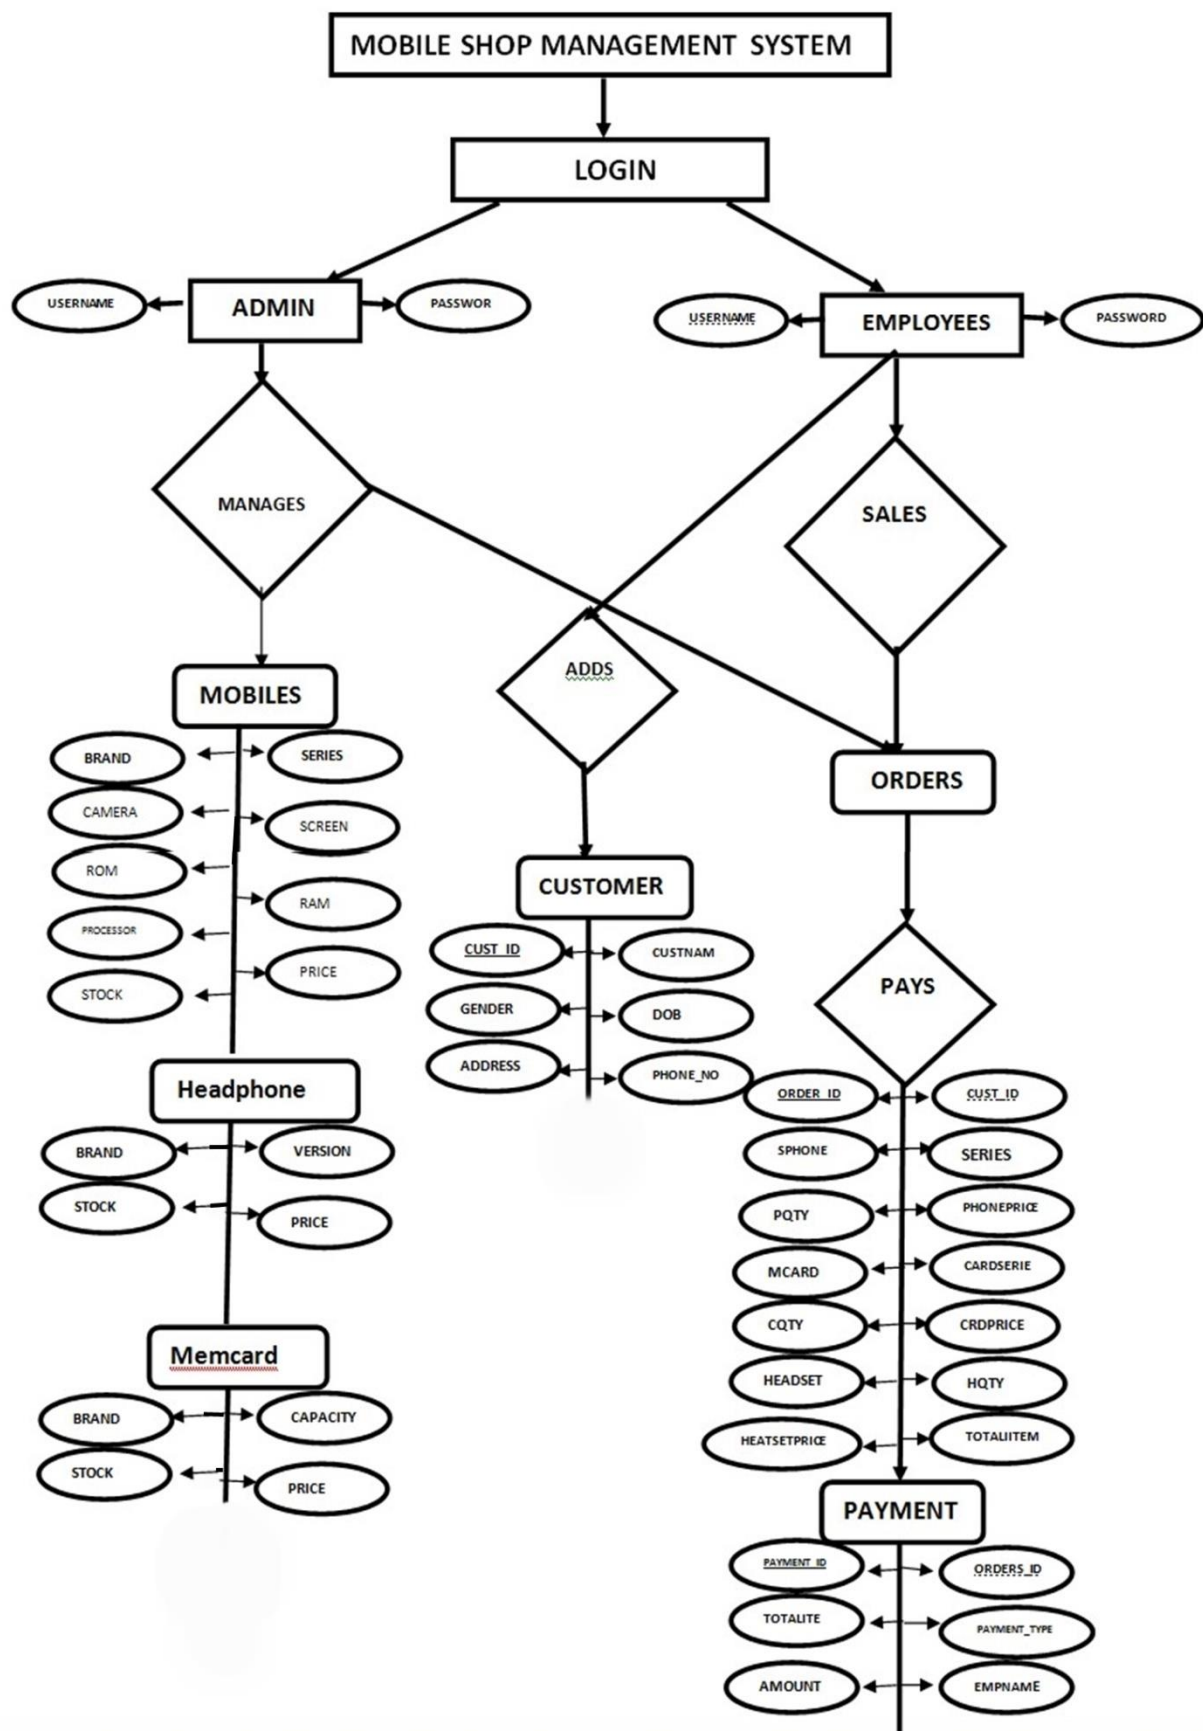 MOBILE SHOP MANAGEMENT SYSTEM
LOGIN
USERNAME
ADMIN
PASSWOR
USERNAME
EMPLOYEES
PASSWORD
MANAGES
SALES
ADDS
MOBILES
BRAND
SERIES
CAMERA
SCREEN
ROM
RAM
PROCESSOR
PRICE
STOCK
Headphone
BRAND
VERSION
STOCK
PRICE
Memcard
BRAND
CAPACITY
STOCK
PRICE
CUSTOMER
CUST_ID
CUSTNAM
GENDER
DOB
ADDRESS
PHONE_NO
ORDERS
PAYS
ORDER_ID
CUST_ID
SPHONE
SERIES
PQTY
PHONEPRICE
MCARD
CARDSERIE
CQTY
CRDPRICE
HEADSET
HQTY
HEATSETPRICE
TOTALIITEM
PAYMENT
PAYMENT_ID
ORDERS_ID
TOTALITE
PAYMENT_TYPE
AMOUNT
EMPNAME